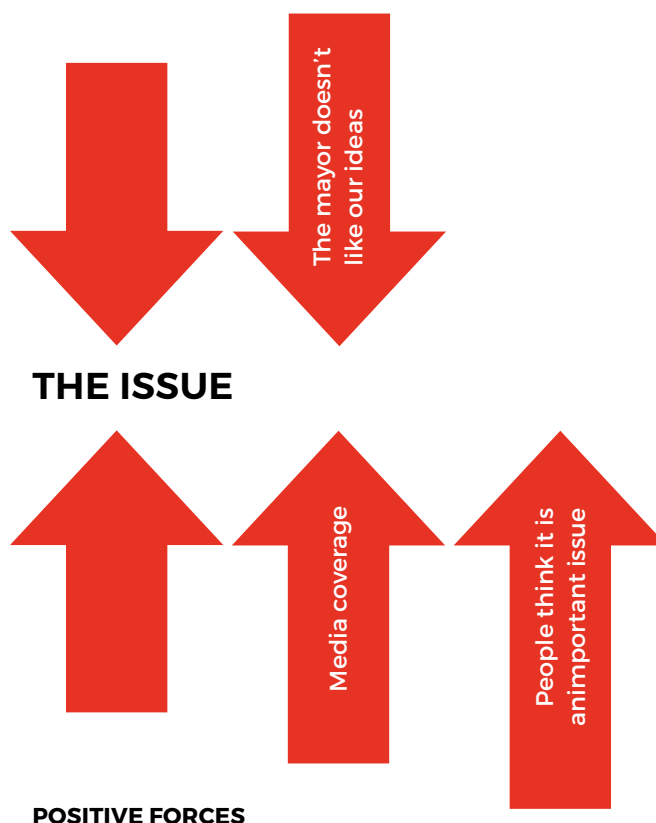 The mayor doesn't
like our ideas
THE ISSUE
Media coverage
People think it is
animportant issue
POSITIVE FORCES